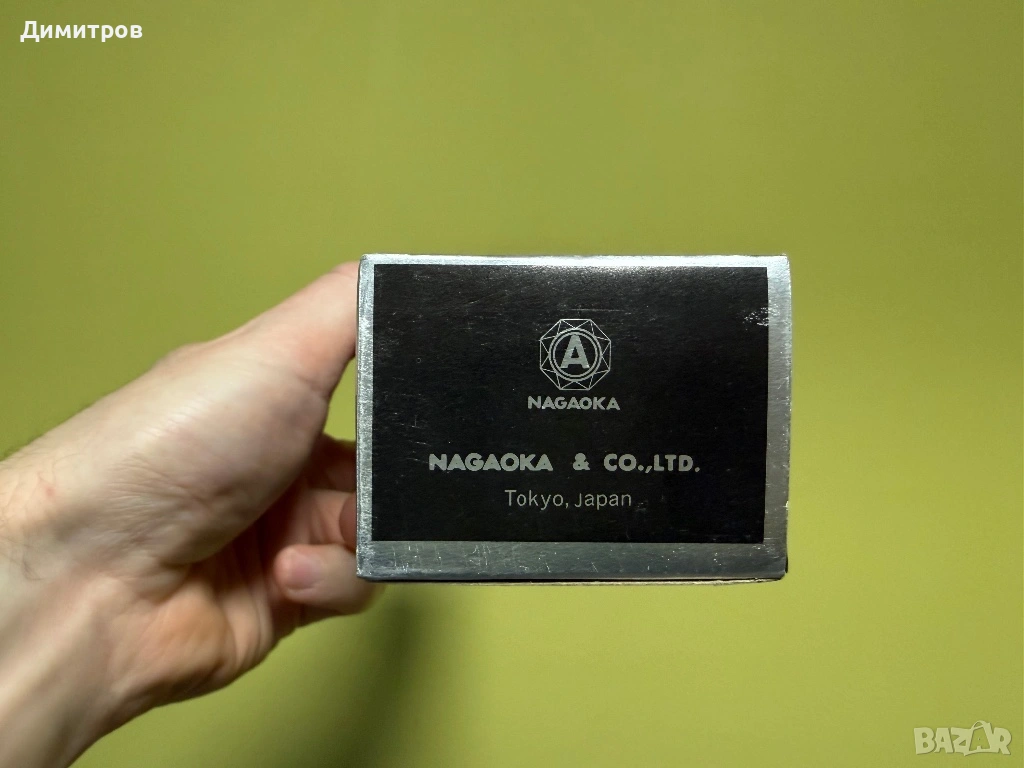 Димитров
A
NAGAOKA
NAGAOKA & CO.,LTD.
Tokyo, Japan
BAZAR